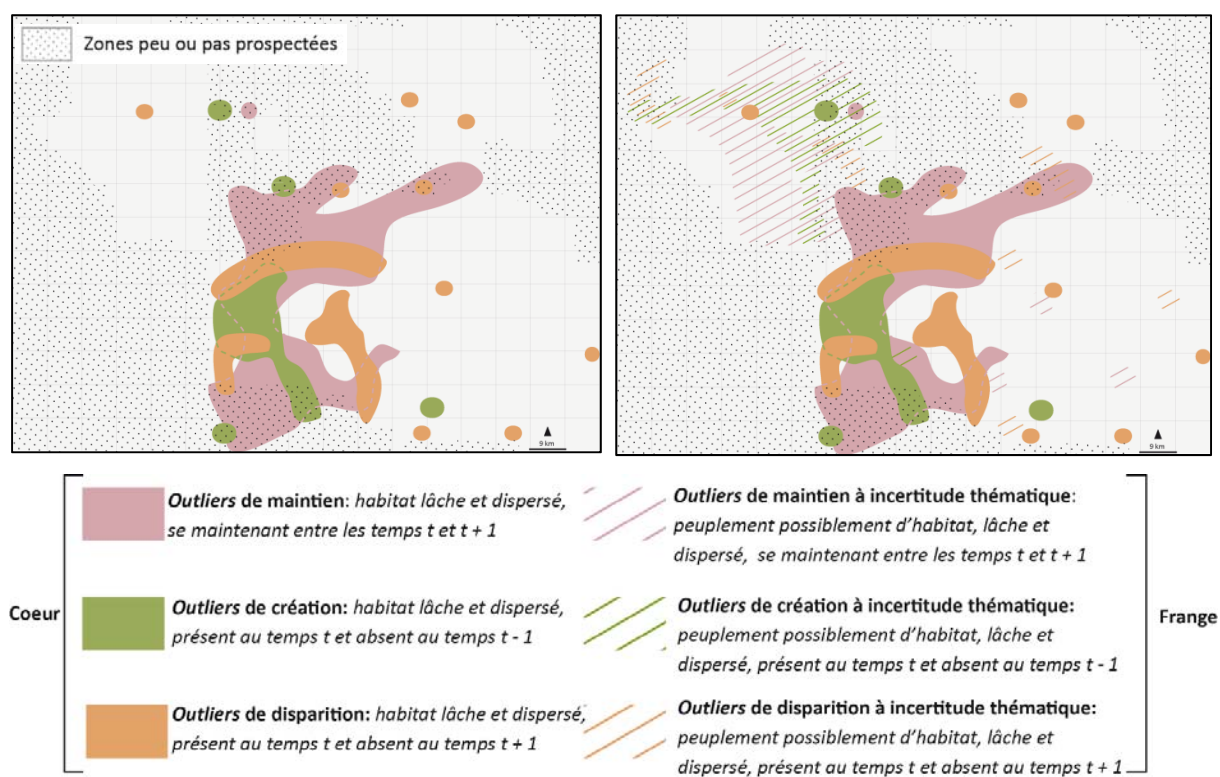 Zones peu ou pas prospectées
9 km
9 km
Coeur
Outliers de maintien: habitat lâche et dispersé,
se maintenant entre les temps t et t + 1
Outliers de création: habitat lâche et dispersé,
présent au temps t et absent au temps t - 1
Outliers de disparition: habitat lâche et dispersé,
présent au temps t et absent au temps t + 1
Outliers de maintien à incertitude thématique:
peuplement possiblement d'habitat, lâche et
dispersé, se maintenant entre les temps t et t + 1
Outliers de création à incertitude thématique:
peuplement possiblement d'habitat, lâche et
dispersé, présent au temps t et absent au temps t - 1
Outliers de disparition à incertitude thématique:
peuplement possiblement d'habitat, lâche et
dispersé, présent au temps t et absent au temps t + 1
Frange